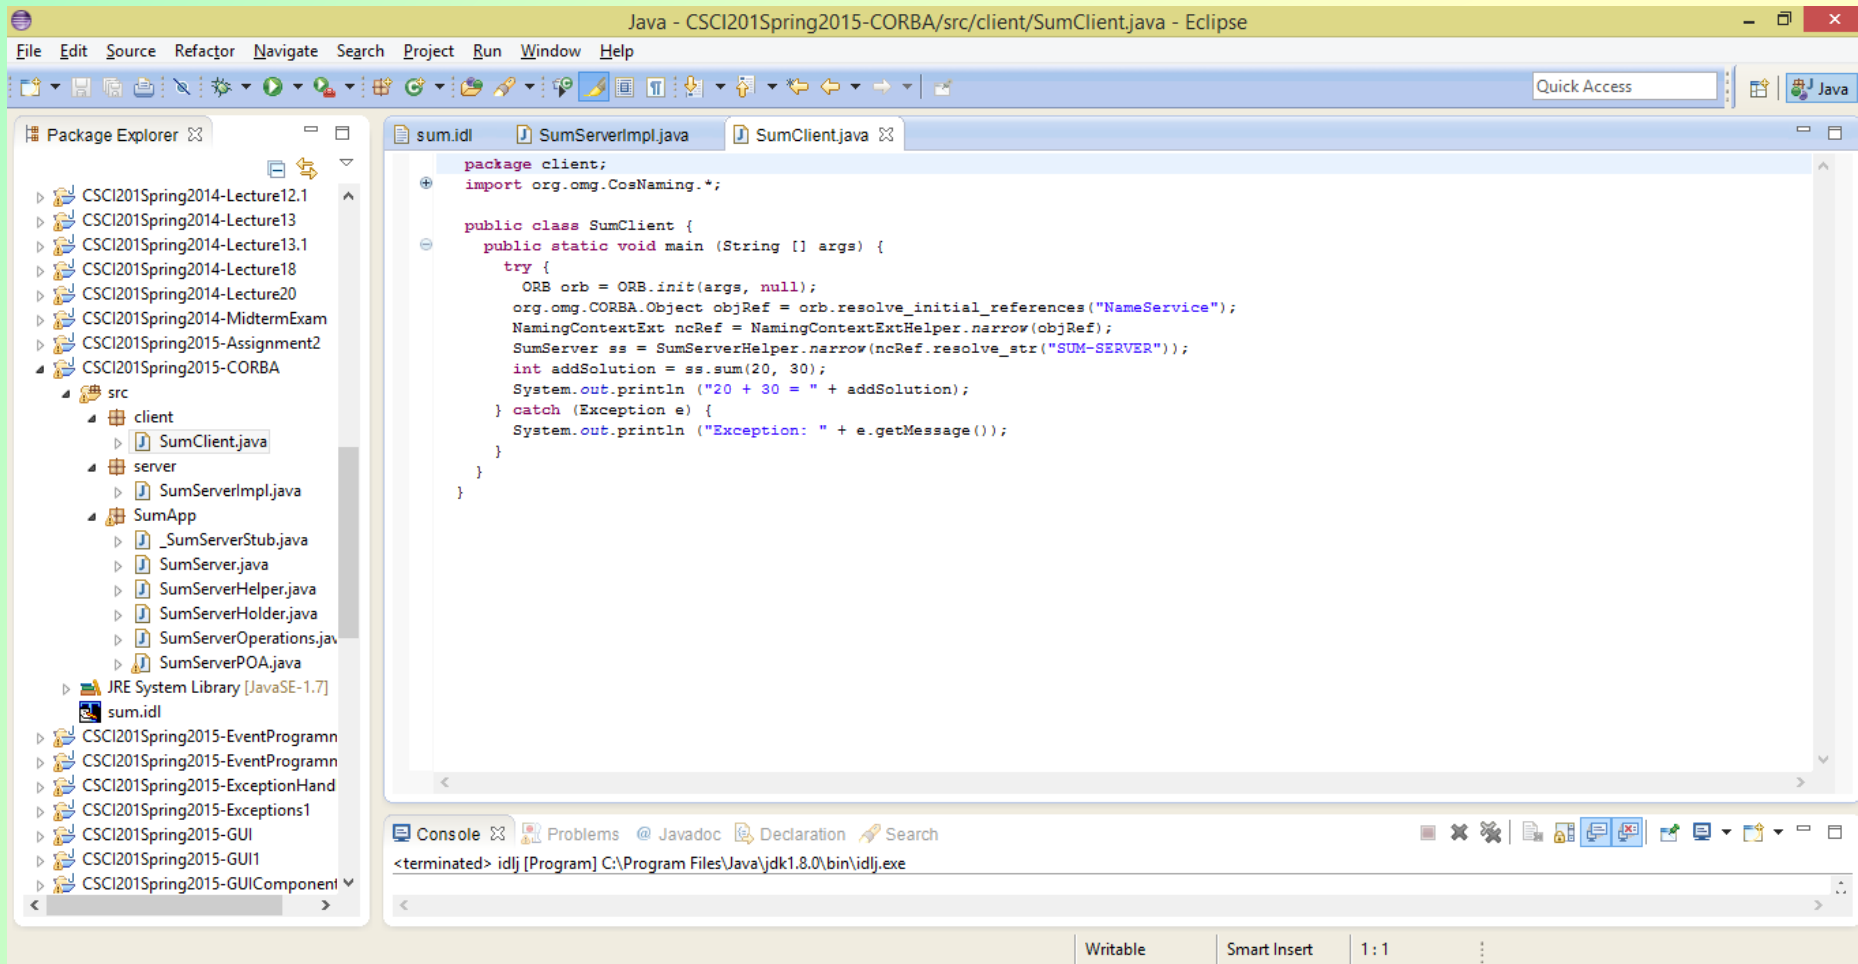 Java - CSCI201Spring2015-CORBA/src/client/SumClient.java - Eclipse
File Edit Source Refactor Navigate Search Project Run Window Help
Quick Access
Java
Package Explorer
CSCI201Spring2014-Lecture12.1
CSCI201Spring2014-Lecture13
CSCI201Spring2014-Lecture13.1
CSCI201Spring2014-Lecture18
CSCI201Spring2014-Lecture20
CSCI201Spring2014-MidtermExam
CSCI201Spring2015-Assignment2
CSCI201Spring2015-CORBA
src
client
SumClient.java
server
SumServerImpl.java
SumApp
_SumServerStub.java
SumServer.java
SumServerHelper.java
SumServerHolder.java
SumServerOperations.jav
SumServerPOA.java
JRE System Library [JavaSE-1.7]
sum.idl
CSCI201Spring2015-EventProgramn
CSCI201Spring2015-EventProgramn
CSCI201Spring2015-ExceptionHand
CSCI201Spring2015-Exceptions1
CSCI201Spring2015-GUI
CSCI201Spring2015-GUI1
CSCI201Spring2015-GUIComponent
sum.idl SumServerImpl.java SumClient.java
package client;
import org.omg.CosNaming.*;
public class SumClient {
public static void main (String [] args) {
try {
ORB orb = ORB.init(args, null);
org.omg.CORBA.Object objRef = orb.resolve_initial_references("NameService");
NamingContextExt ncRef = NamingContextExtHelper.narrow(objRef);
SumServer ss = SumServerHelper.narrow(ncRef.resolve_str("SUM-SERVER"));
int addSolution = ss.sum(20, 30);
System.out.println ("20 + 30 = " + addSolution);
} catch (Exception e) {
System.out.println ("Exception: " + e.getMessage());
}
}
}
Console Problems @ Javadoc Declaration Search
<terminated> idlj [Program] C:\Program Files\Java\jdk1.8.0\bin\idlj.exe
Writable Smart Insert 1 : 1